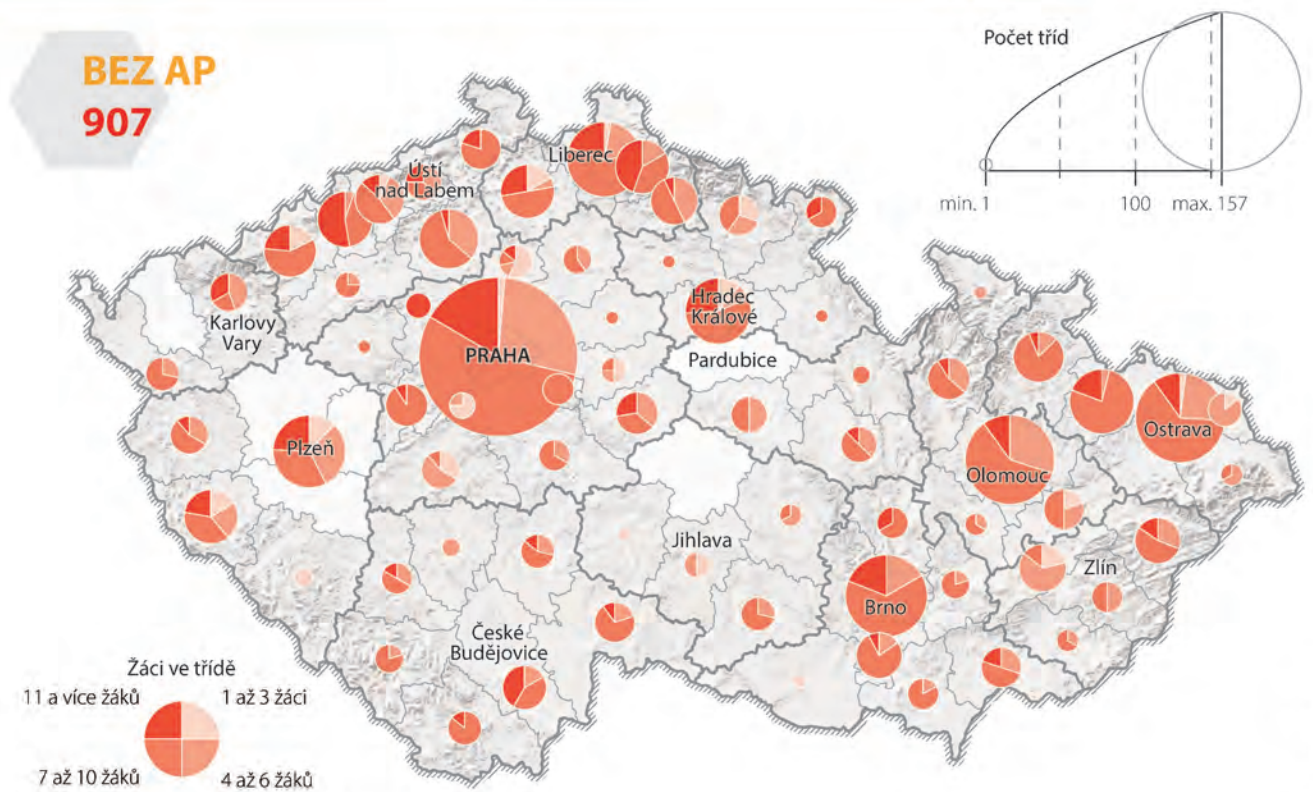 BEZ AP
907
Počet tříd
min. 1
100
max. 157
Liberec
Ústí
nad Labem
Karlovy
Vary
Hradec
Králové
PRAHA
Pardubice
Plzeň
Ostrava
Olomouc
Jihlava
Zlín
Brno
České
Budějovice
Žáci ve třídě
11 a více žáků
1 až 3 žáci
7 až 10 žáků
4 až 6 žáků